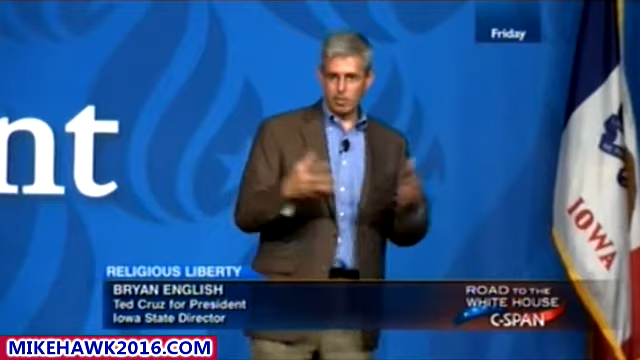 Friday
nt
IOWA
RELIGIOUS LIBERTY
BRYAN ENGLISH
Ted Cruz for President
Iowa State Director
ROAD TO THE
WHITE HOUSE
C-SPAN
MIKEHAWK2016.COM